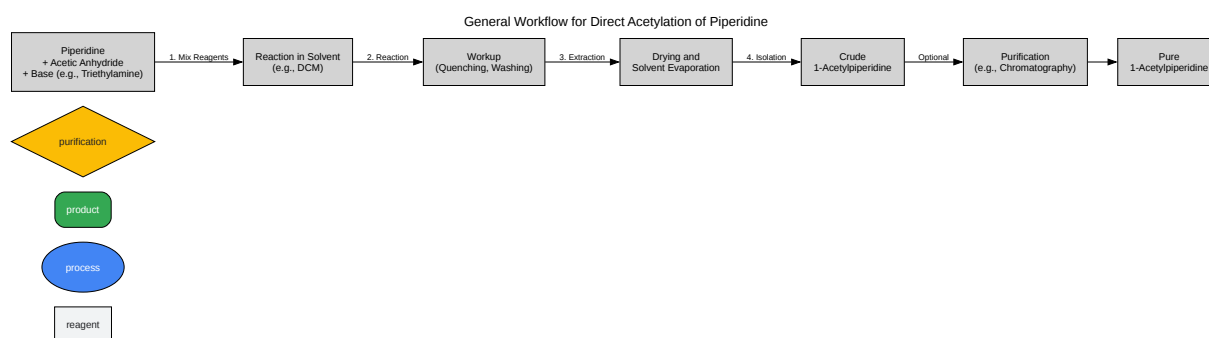 General Workflow for Direct Acetylation of Piperidine
Piperidine
+ Acetic Anhydride
+ Base (e.g., Triethylamine)
1. Mix Reagents
Reaction in Solvent
(e.g., DCM)
2. Reaction
Workup
(Quenching, Washing)
3. Extraction
Drying and
Solvent Evaporation
4. Isolation
Crude
1-Acetylpiperidine
Optional
Purification
(e.g., Chromatography)
Pure
1-Acetylpiperidine
purification
product
process
reagent